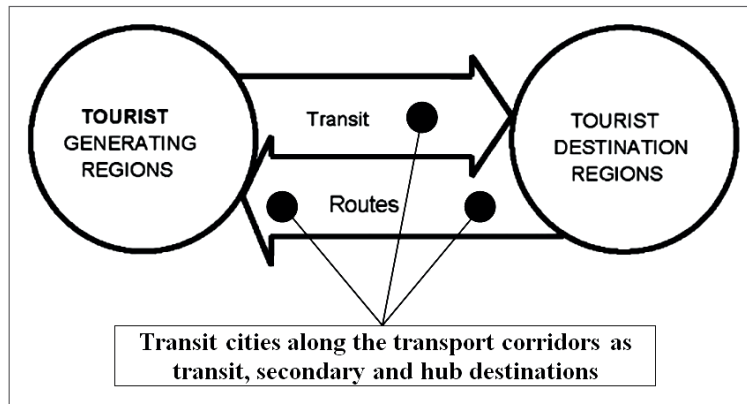 TOURIST
GENERATING
REGIONS
Transit
Routes
TOURIST
DESTINATION
REGIONS
Transit cities along the transport corridors as
transit, secondary and hub destinations